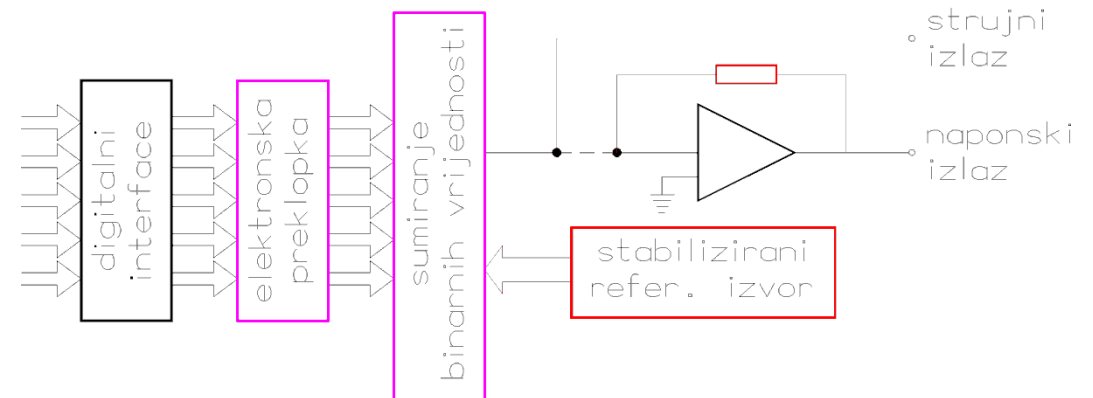 digitalni
interface
elektronska
preklopka
sumiranje
binarnih vrijednosti
strujni
izlaz
naponski
izlaz
stabilizirani
refer. izvor